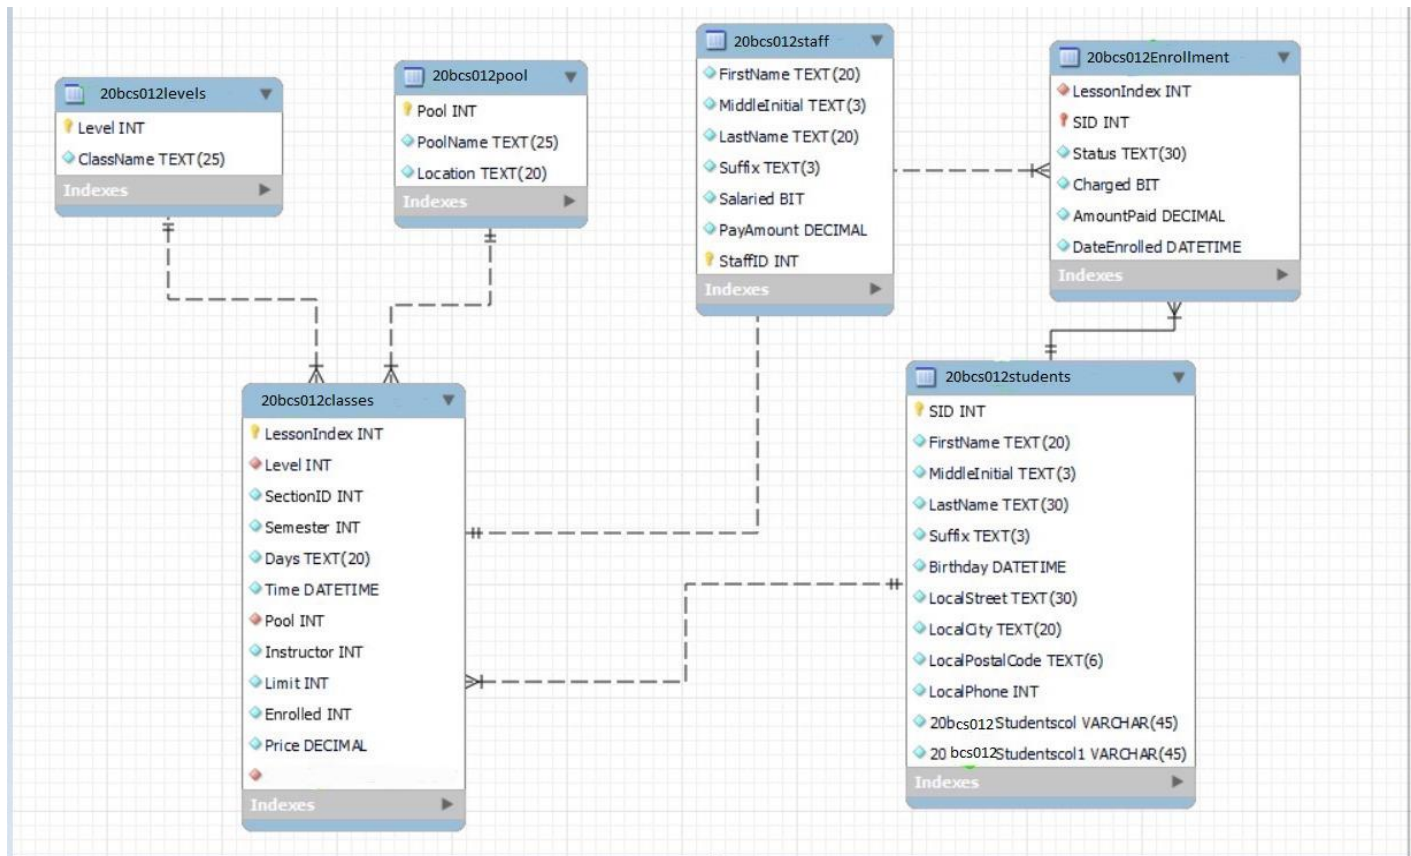 20bcs012levels
Level INT
ClassName TEXT(25)
Indexes
20bcs012pool
Pool INT
PoolName TEXT(25)
Location TEXT(20)
Indexes
20bcs012staff
FirstName TEXT(20)
MiddleInitial TEXT(3)
LastName TEXT(20)
Suffix TEXT(3)
Salaried BIT
PayAmount DECIMAL
StaffID INT
Indexes
20bcs012Enrollment
LessonIndex INT
SID INT
Status TEXT(30)
Charged BIT
AmountPaid DECIMAL
DateEnrolled DATETIME
Indexes
20bcs012classes
LessonIndex INT
Level INT
SectionID INT
Semester INT
Days TEXT(20)
Time DATETIME
Pool INT
Instructor INT
Limit INT
Enrolled INT
Price DECIMAL
Indexes
20bcs012students
SID INT
FirstName TEXT(20)
MiddleInitial TEXT(3)
LastName TEXT(30)
Suffix TEXT(3)
Birthday DATETIME
LocalStreet TEXT(30)
LocalCity TEXT(20)
LocalPostalCode TEXT(6)
LocalPhone INT
20bcs012Studentscol VARCHAR(45)
20 bcs012Studentscol1 VARCHAR(45)
Indexes